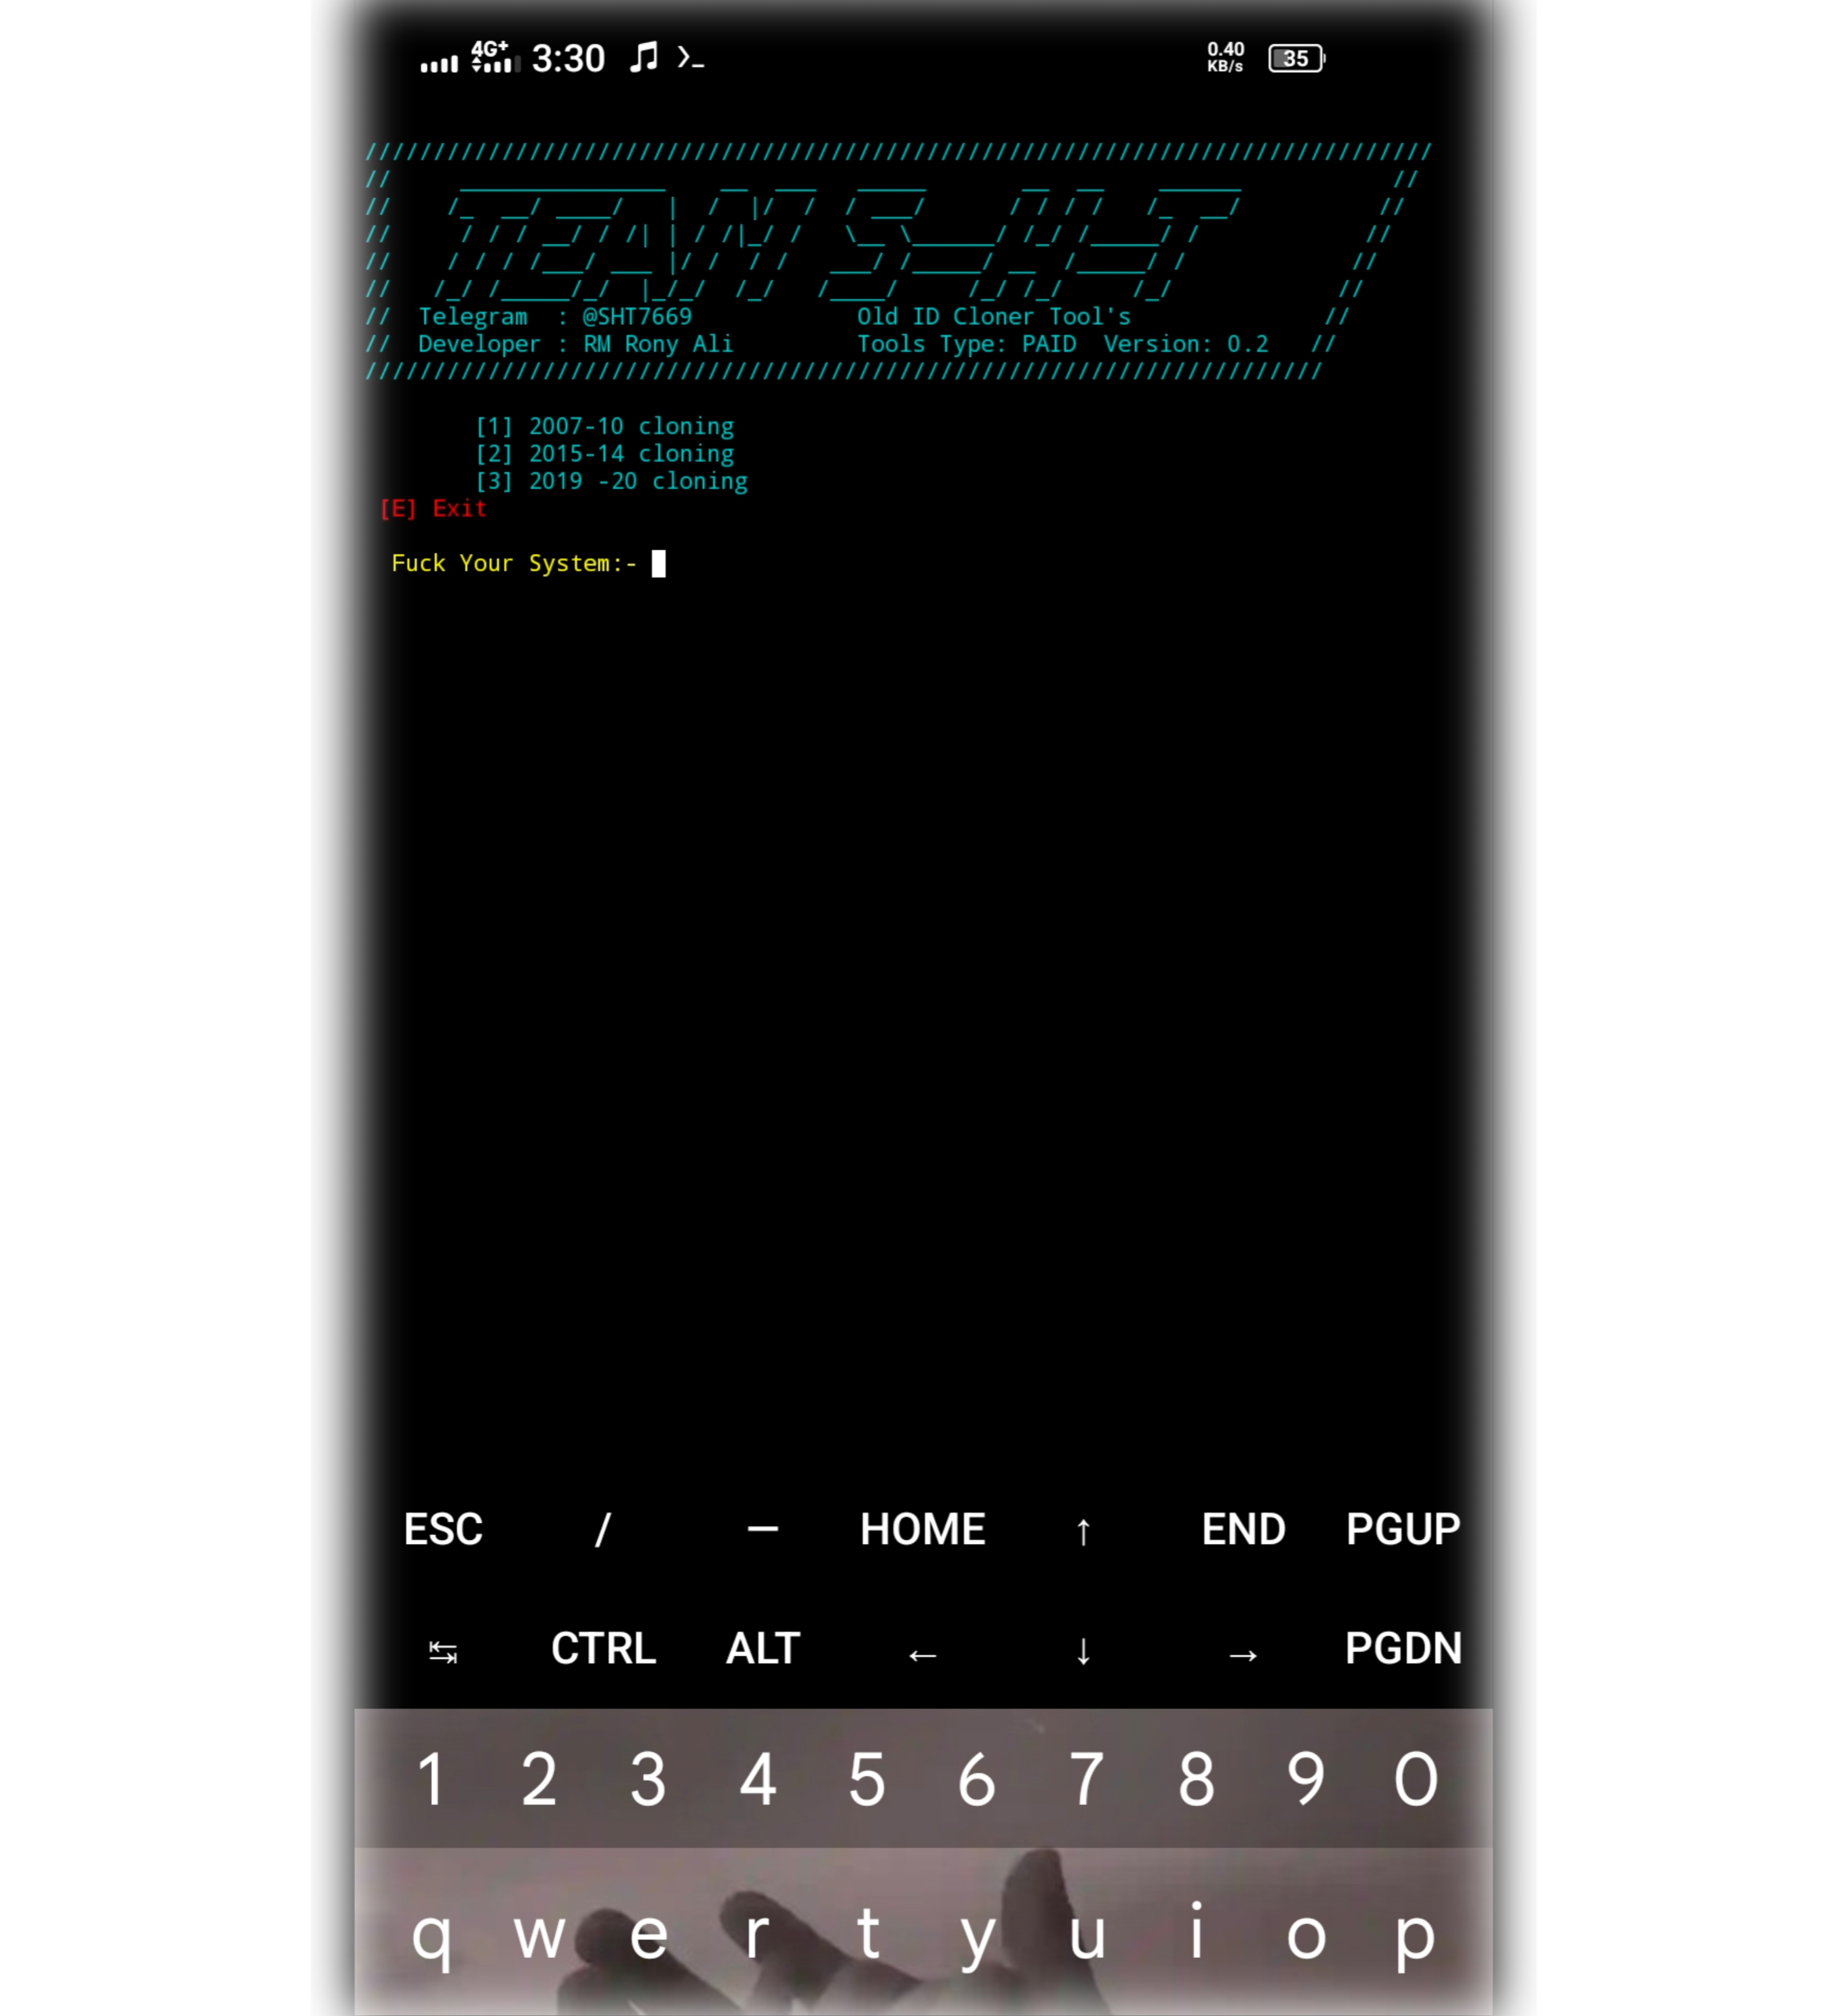 4G+ 3:30 0.40 KB/s 35
TEAM S-H-T
Telegram : @SHT7669 Old ID Cloner Tool's
Developer : RM Rony Ali Tools Type: PAID Version: 0.2
[1] 2007-10 cloning
[2] 2015-14 cloning
[3] 2019 -20 cloning
[E] Exit
Fuck Your System:-
ESC / — HOME ↑ END PGUP
↹ CTRL ALT ← ↓ → PGDN
1 2 3 4 5 6 7 8 9 0
q w e r t y u i o p